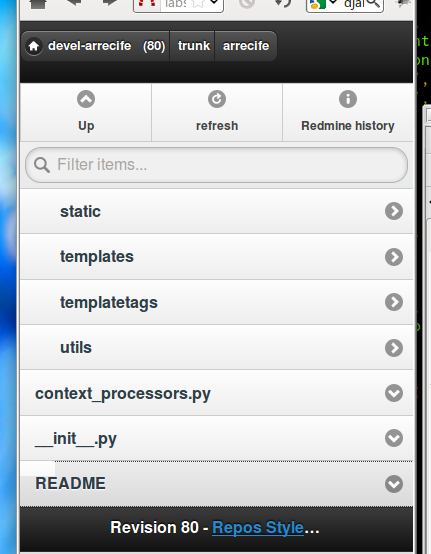 labs
djal
devel-arrecife (80) trunk arrecife
Up refresh Redmine history
Filter items...
static
templates
templatetags
utils
context_processors.py
__init__.py
README
Revision 80 - Repos Style...